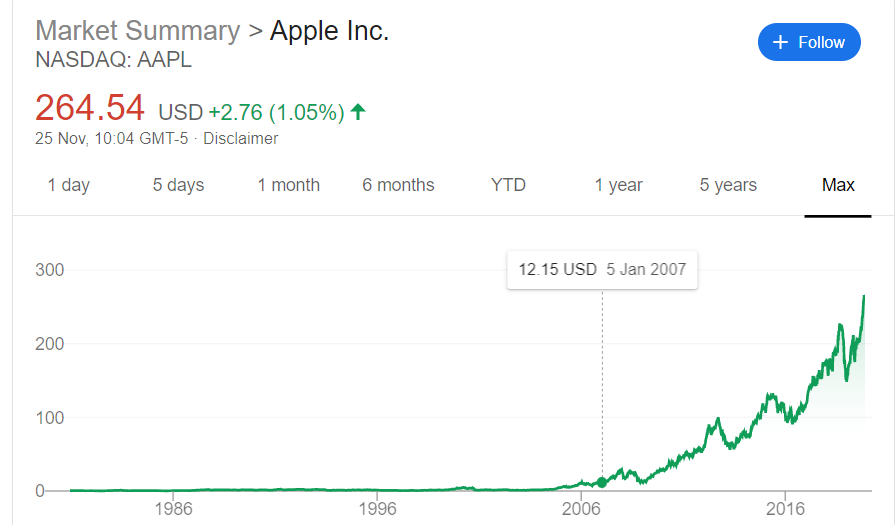 Market Summary > Apple Inc.
NASDAQ: AAPL
+ Follow
264.54 USD +2.76 (1.05%)
25 Nov, 10:04 GMT-5 · Disclaimer
1 day 5 days 1 month 6 months YTD 1 year 5 years Max
12.15 USD 5 Jan 2007
300
200
100
0
1986 1996 2006 2016